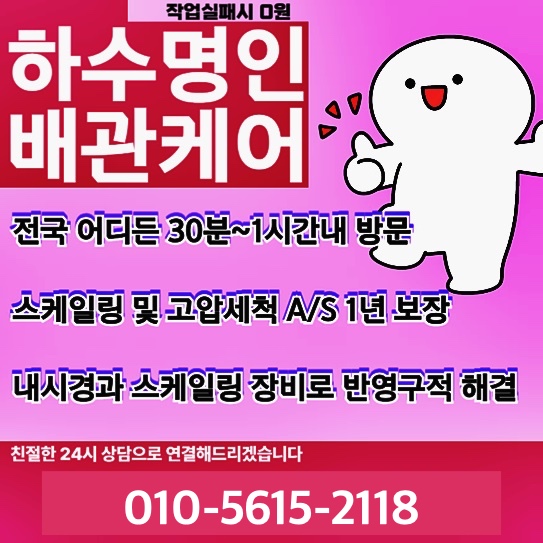 작업실패시 0원
하수명인
배관케어
전국 어디든 30분~1시간내 방문
스케일링 및 고압세척 A/S 1년 보장
내시경과 스케일링 장비로 반영구적 해결
친절한 24시 상담으로 연결해드리겠습니다
010-5615-2118